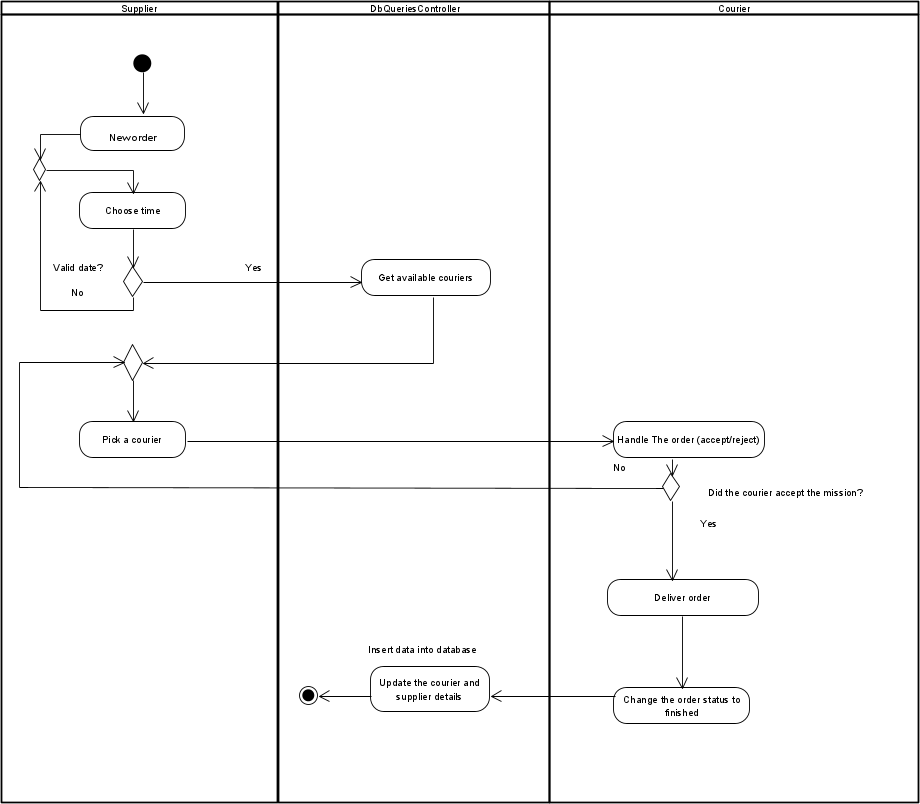 Supplier
DbQueriesController
Courier
New order
Choose time
Valid date?
Yes
No
Get available couriers
Pick a courier
Handle The order (accept/reject)
No
Did the courier accept the mission?
Yes
Deliver order
Insert data into database
Update the courier and
supplier details
Change the order status to
finished